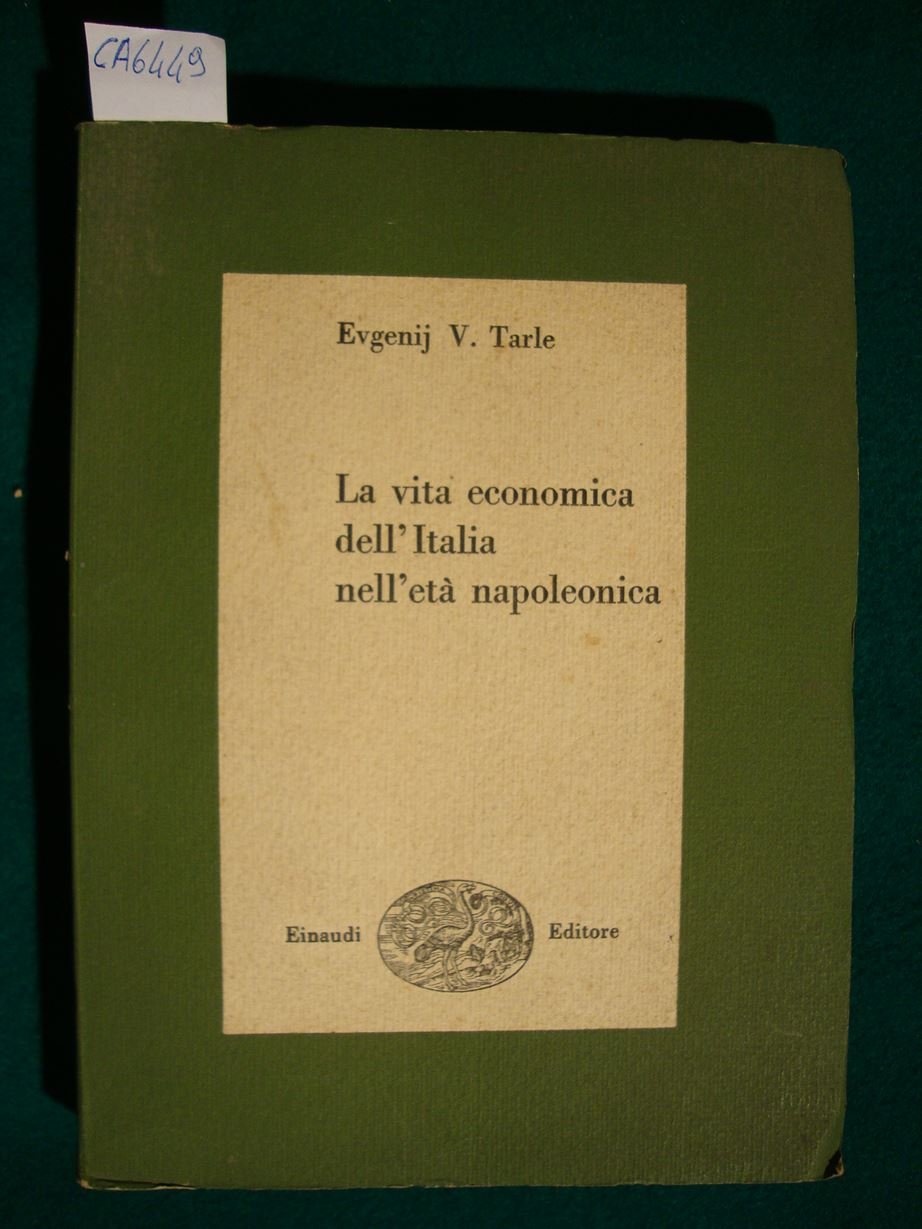 CA6449
Evgenij V. Tarle
La vita economica
dell'Italia
nell'età napoleonica
Einaudi Editore